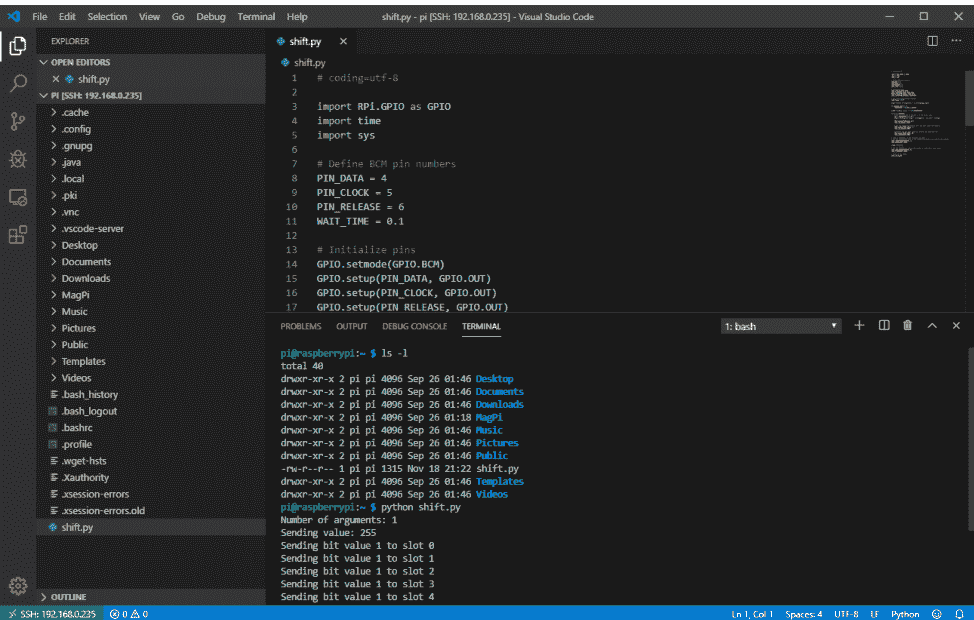 File Edit Selection View Go Debug Terminal Help shift.py - pi [SSH: 192.168.0.235] - Visual Studio Code
EXPLORER
OPEN EDITORS
shift.py
PI [SSH: 192.168.0.235]
.cache
.config
.gnupg
.java
.local
.pki
.vnc
.vscode-server
Desktop
Documents
Downloads
MagPi
Music
Pictures
Public
Templates
Videos
.bash_history
.bash_logout
.bashrc
.profile
.wget-hsts
.Xauthority
.xsession-errors
.xsession-errors.old
shift.py
OUTLINE
shift.py
shift.py
1 # coding=utf-8
2
3 import RPi.GPIO as GPIO
4 import time
5 import sys
6
7 # Define BCM pin numbers
8 PIN_DATA = 4
9 PIN_CLOCK = 5
10 PIN_RELEASE = 6
11 WAIT_TIME = 0.1
12
13 # Initialize pins
14 GPIO.setmode(GPIO.BCM)
15 GPIO.setup(PIN_DATA, GPIO.OUT)
16 GPIO.setup(PIN_CLOCK, GPIO.OUT)
17 GPIO.setup(PIN_RELEASE, GPIO.OUT)
PROBLEMS OUTPUT DEBUG CONSOLE TERMINAL 1: bash
pi@raspberrypi:~ $ ls -l
total 40
drwxr-xr-x 2 pi pi 4096 Sep 26 01:46 Desktop
drwxr-xr-x 2 pi pi 4096 Sep 26 01:46 Documents
drwxr-xr-x 2 pi pi 4096 Sep 26 01:46 Downloads
drwxr-xr-x 2 pi pi 4096 Sep 26 01:18 MagPi
drwxr-xr-x 2 pi pi 4096 Sep 26 01:46 Music
drwxr-xr-x 2 pi pi 4096 Sep 26 01:46 Pictures
drwxr-xr-x 2 pi pi 4096 Sep 26 01:46 Public
-rw-r--r-- 1 pi pi 1315 Nov 18 21:22 shift.py
drwxr-xr-x 2 pi pi 4096 Sep 26 01:46 Templates
drwxr-xr-x 2 pi pi 4096 Sep 26 01:46 Videos
pi@raspberrypi:~ $ python shift.py
Number of arguments: 1
Sending value: 255
Sending bit value 1 to slot 0
Sending bit value 1 to slot 1
Sending bit value 1 to slot 2
Sending bit value 1 to slot 3
Sending bit value 1 to slot 4
SSH: 192.168.0.235 0 0 Ln 1, Col 1 Spaces: 4 UTF-8 LF Python